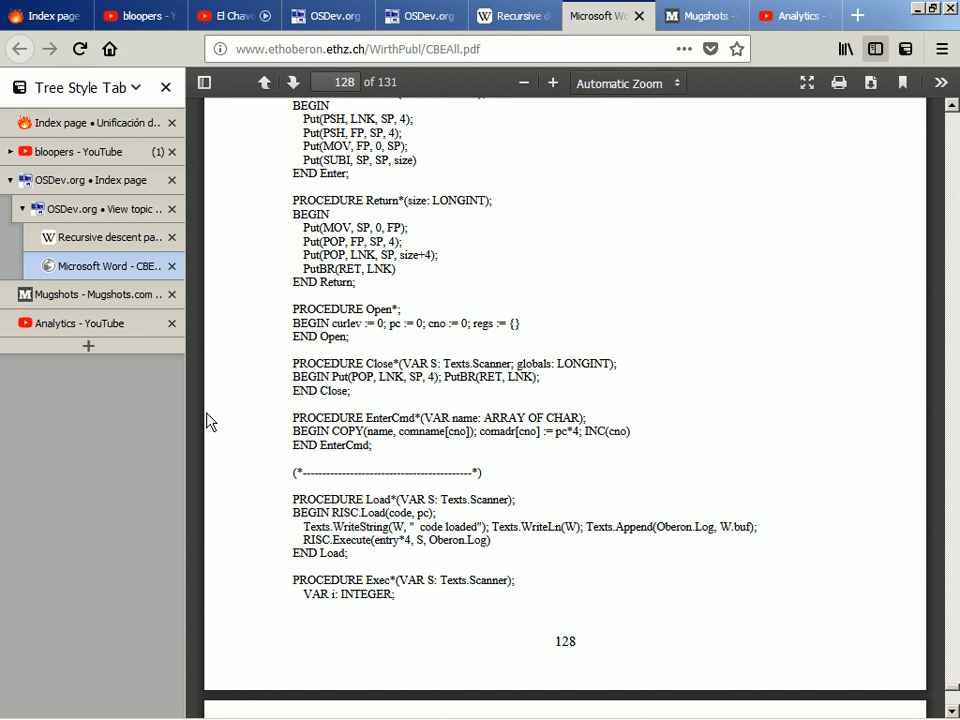 Index page
bloopers - Y
El Chavo
OSDev.org
OSDev.org
Recursive d
Microsoft Wo
Mugshots -
Analytics -
www.ethoberon.ethz.ch/WirthPubl/CBEAll.pdf
Tree Style Tab
128 of 131
Automatic Zoom
Index page • Unificación d..
bloopers - YouTube (1)
OSDev.org • Index page
OSDev.org • View topic ..
Recursive descent pa..
Microsoft Word - CBE..
Mugshots - Mugshots.com ..
Analytics - YouTube
BEGIN
Put(PSH, LNK, SP, 4);
Put(PSH, FP, SP, 4);
Put(MOV, FP, 0, SP);
Put(SUBI, SP, SP, size)
END Enter;
PROCEDURE Return*(size: LONGINT);
BEGIN
Put(MOV, SP, 0, FP);
Put(POP, FP, SP, 4);
Put(POP, LNK, SP, size+4);
PutBR(RET, LNK)
END Return;
PROCEDURE Open*;
BEGIN curlev := 0; pc := 0; cno := 0; regs := {}
END Open;
PROCEDURE Close*(VAR S: Texts.Scanner; globals: LONGINT);
BEGIN Put(POP, LNK, SP, 4); PutBR(RET, LNK);
END Close;
PROCEDURE EnterCmd*(VAR name: ARRAY OF CHAR);
BEGIN COPY(name, comname[cno]); comadr[cno] := pc*4; INC(cno)
END EnterCmd;
(*-------------------------------------------*)
PROCEDURE Load*(VAR S: Texts.Scanner);
BEGIN RISC.Load(code, pc);
Texts.WriteString(W, "  code loaded"); Texts.WriteLn(W); Texts.Append(Oberon.Log, W.buf);
RISC.Execute(entry*4, S, Oberon.Log)
END Load;
PROCEDURE Exec*(VAR S: Texts.Scanner);
VAR i: INTEGER;
128